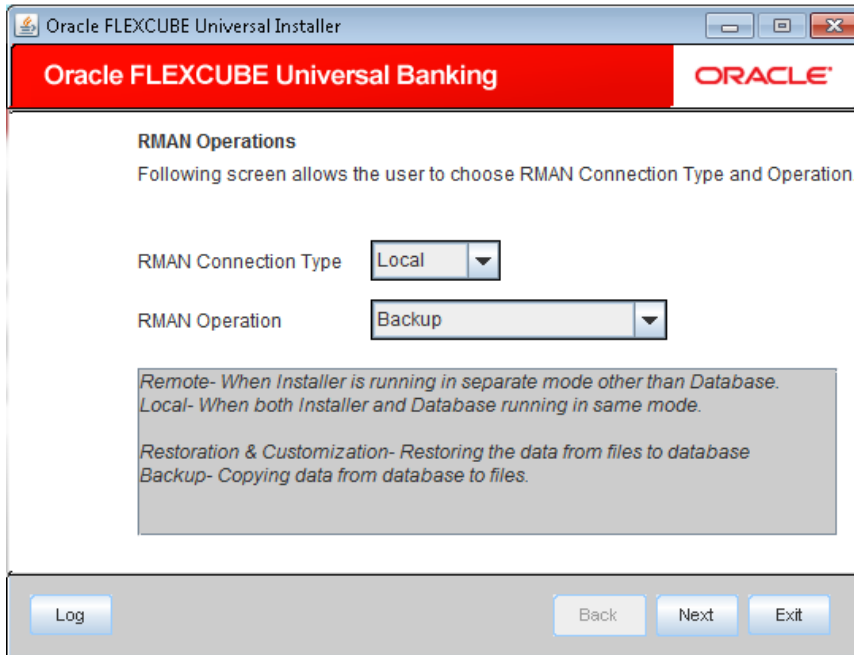 Oracle FLEXCUBE Universal Installer
Oracle FLEXCUBE Universal Banking
ORACLE
RMAN Operations
Following screen allows the user to choose RMAN Connection Type and Operation
RMAN Connection Type Local
RMAN Operation Backup
Remote- When Installer is running in separate mode other than Database.
Local- When both Installer and Database running in same mode.
Restoration & Customization- Restoring the data from files to database
Backup- Copying data from database to files.
Log Back Next Exit